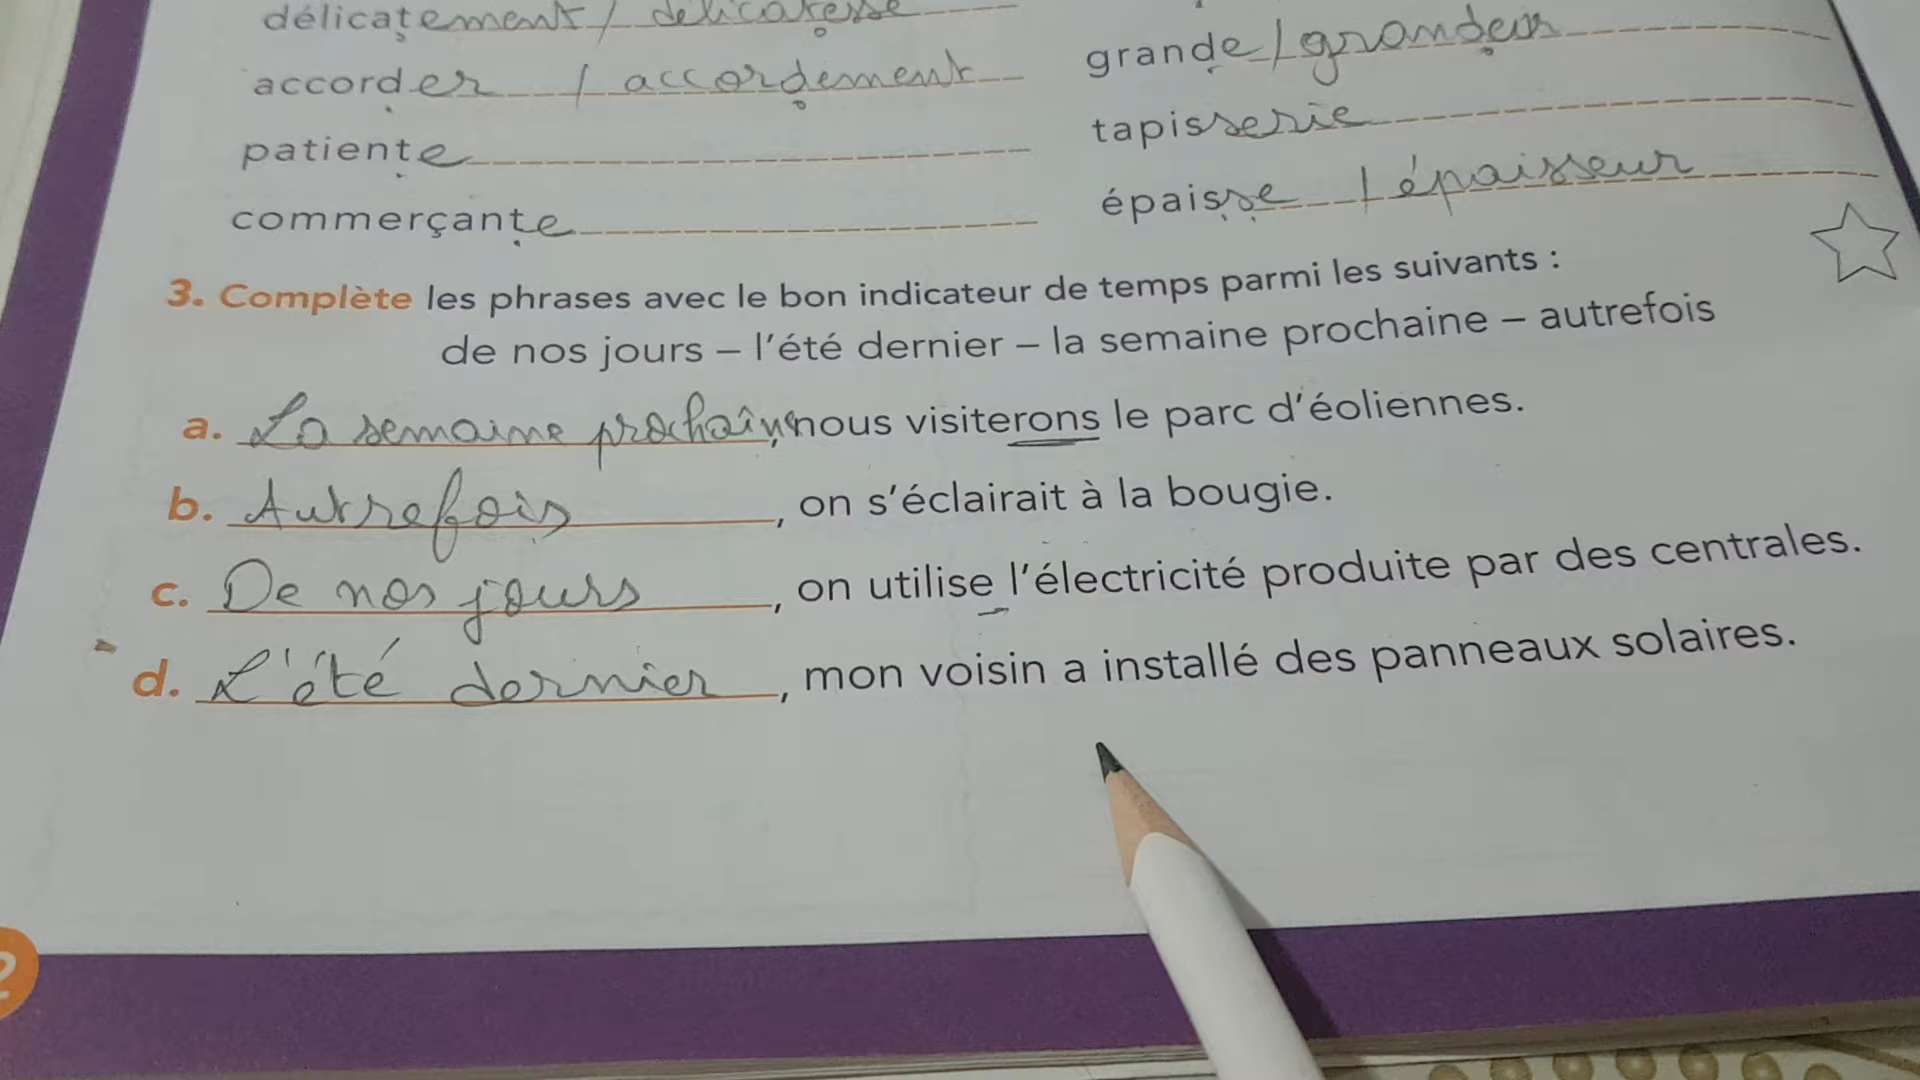 délicatement / délicatesse
accorder / accordement
patiente
commerçante
grande / grandeur
tapisserie
épaisse / épaisseur
3. Complète les phrases avec le bon indicateur de temps parmi les suivants :
de nos jours – l'été dernier – la semaine prochaine – autrefois
a. La semaine prochaîne, nous visiterons le parc d'éoliennes.
b. Autrefois, on s'éclairait à la bougie.
c. De nos jours, on utilise l'électricité produite par des centrales.
d. L'été dernier, mon voisin a installé des panneaux solaires.
2